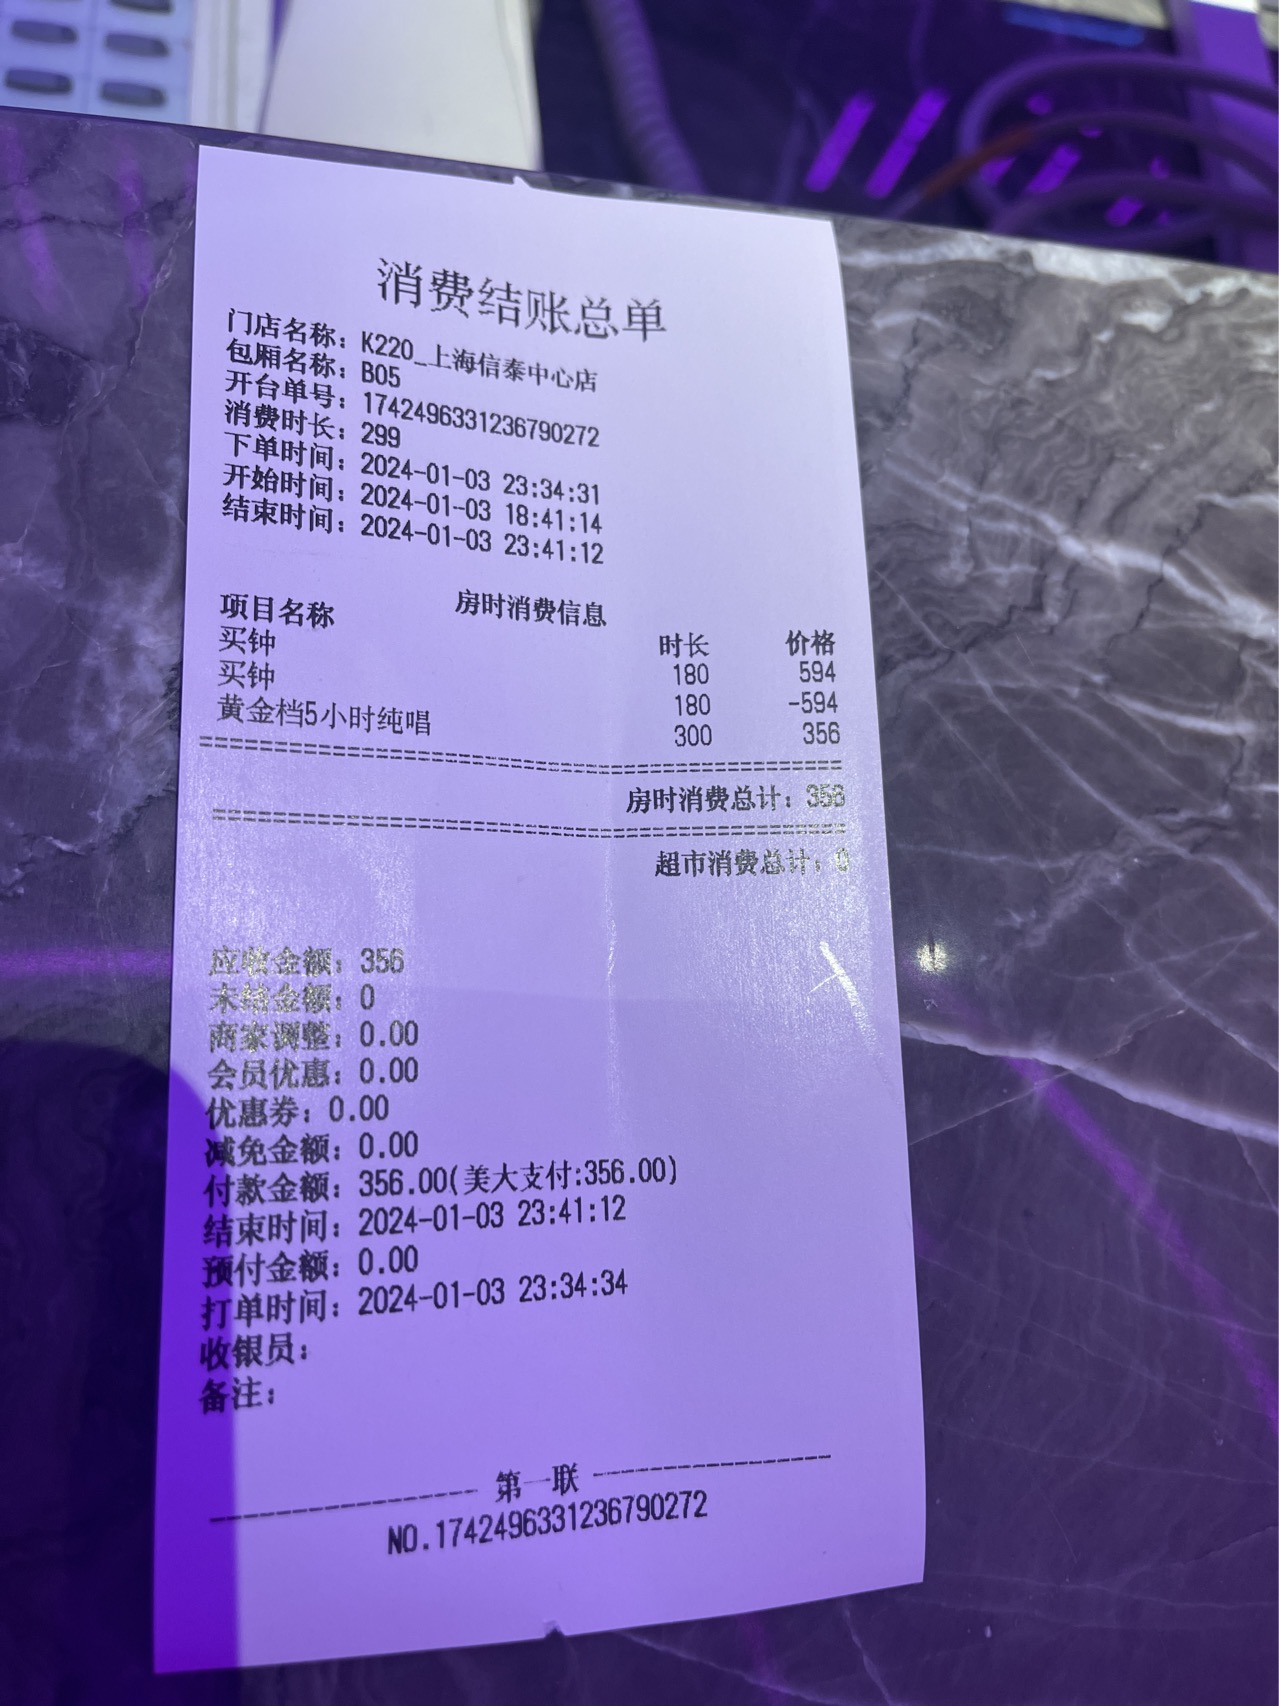 消费结账总单
门店名称：K220_上海信泰中心店
包厢名称：B05
开台单号：1742496331236790272
消费时长：299
下单时间：2024-01-03 23:34:31
开始时间：2024-01-03 18:41:14
结束时间：2024-01-03 23:41:12
房时消费信息
项目名称 时长 价格
买钟 180 594
买钟 180 -594
黄金档5小时纯唱 300 356
================================================
房时消费总计：356
================================================
超市消费总计：0
应收金额：356
未结金额：0
商家调整：0.00
会员优惠：0.00
优惠券：0.00
减免金额：0.00
付款金额：356.00(美大支付:356.00)
结束时间：2024-01-03 23:41:12
预付金额：0.00
打单时间：2024-01-03 23:34:34
收银员：
备注：
-------------------- 第一联 --------------------
NO.1742496331236790272